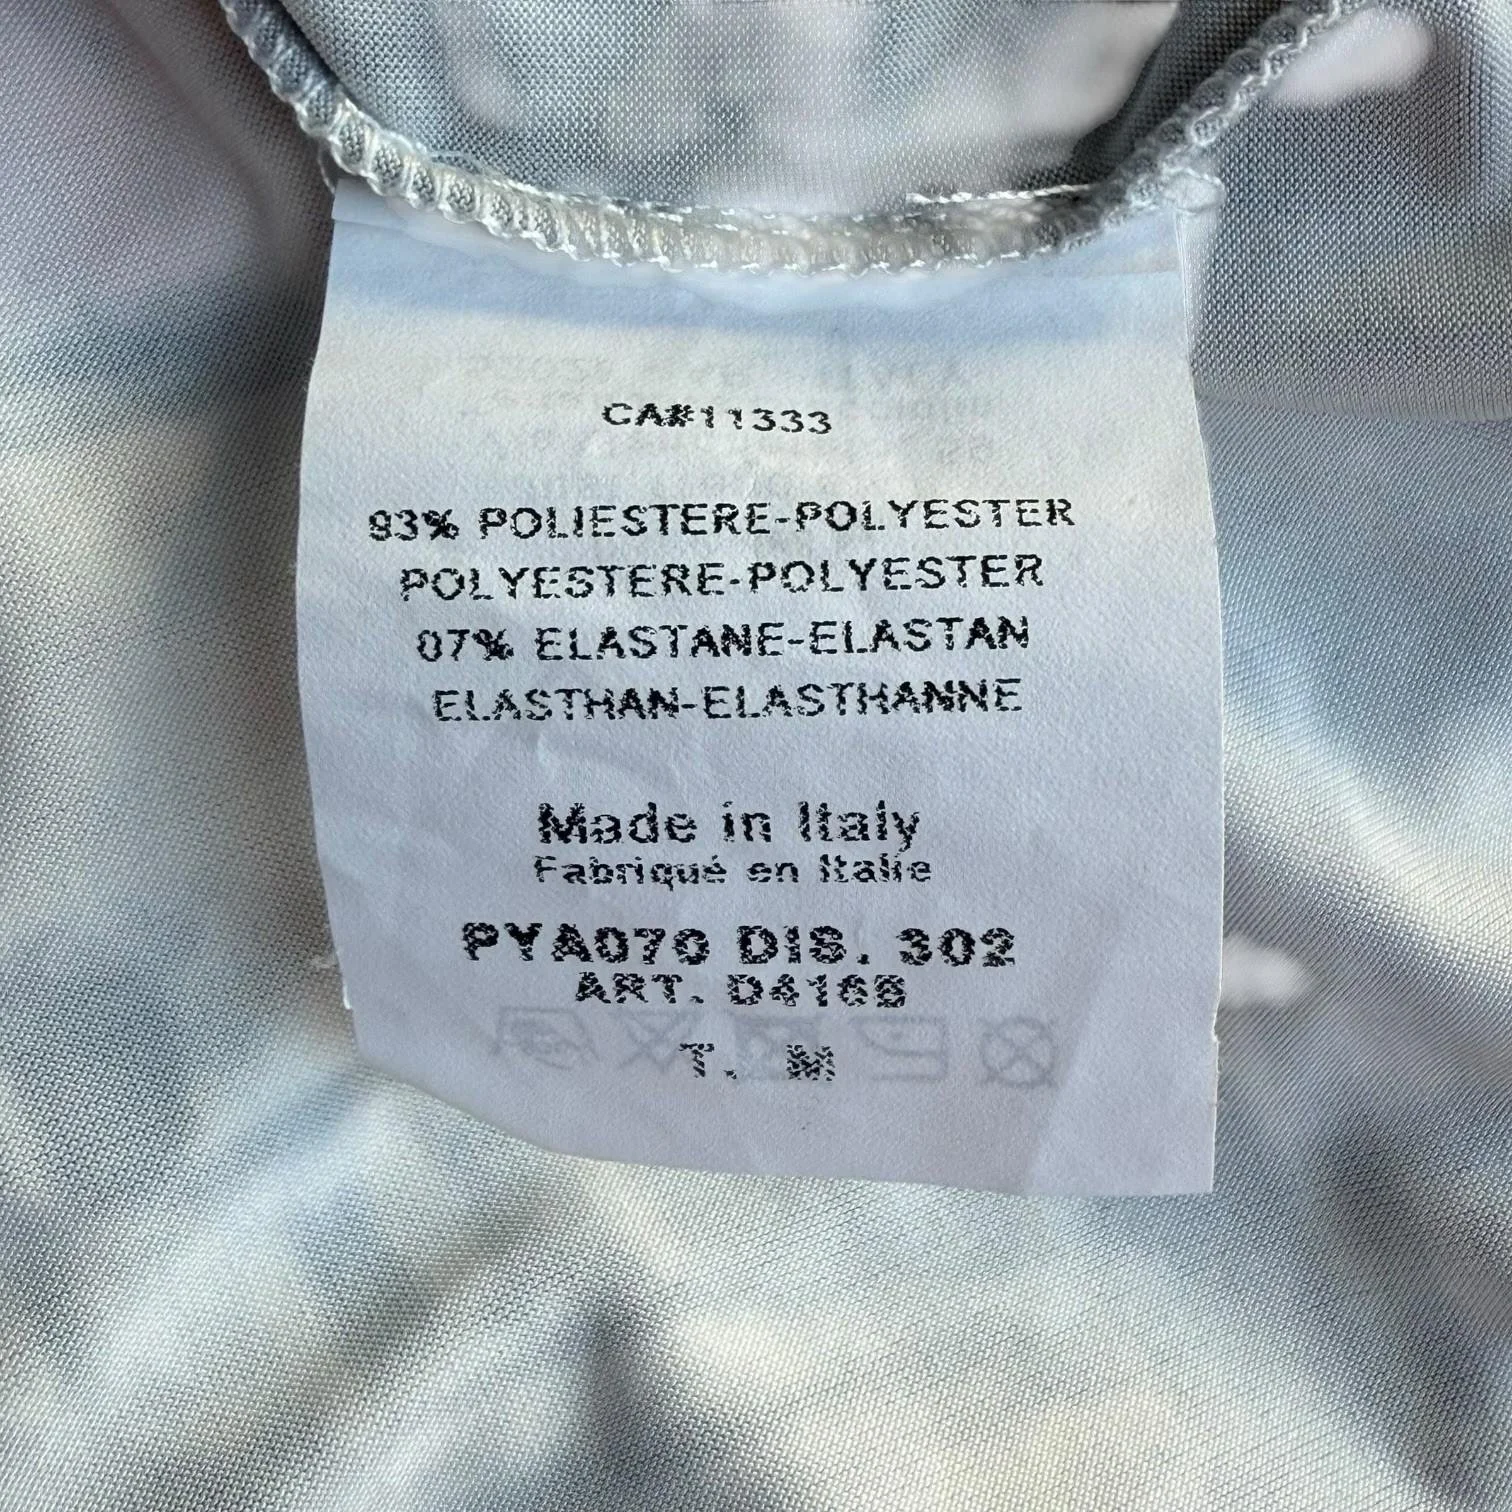 CA#11333
93% POLIESTERE-POLYESTER
POLYESTERE-POLYESTER
07% ELASTANE-ELASTAN
ELASTHAN-ELASTHANNE
Made in Italy
Fabriqué en Italie
PYA070 DIS. 302
ART. D416B
T. M